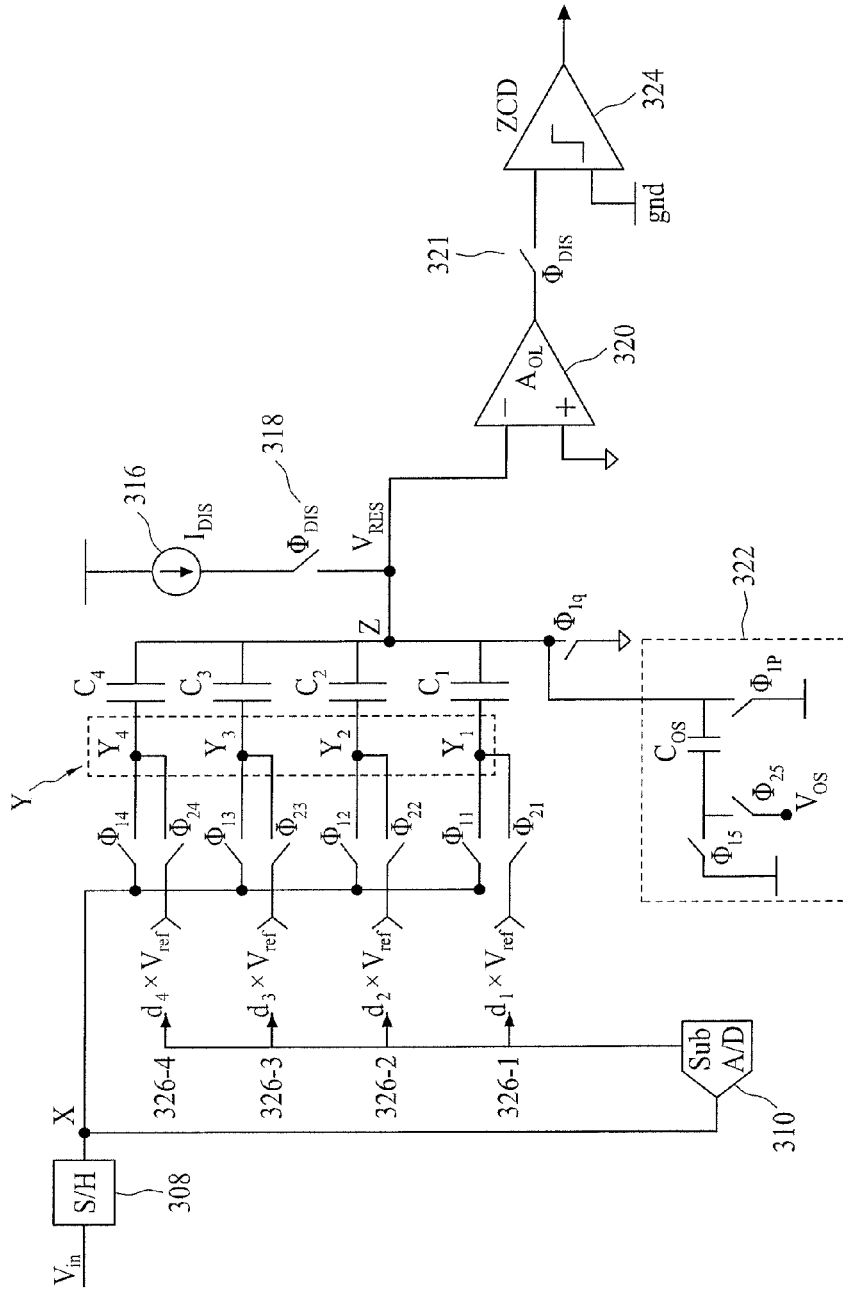 V_in
S/H
308
X
Sub
A/D
310
326-4
326-3
326-2
326-1
d_4 × V_ref
d_3 × V_ref
d_2 × V_ref
d_1 × V_ref
Φ_14
Φ_24
Φ_13
Φ_23
Φ_12
Φ_22
Φ_11
Φ_21
Y
Y_4
Y_3
Y_2
Y_1
C_4
C_3
C_2
C_1
Z
316
I_DIS
Φ_DIS
318
V_RES
Φ_1q
322
Φ_1P
C_OS
Φ_15
Φ_25
V_OS
−
+
A_OL
320
321
Φ_DIS
ZCD
324
gnd